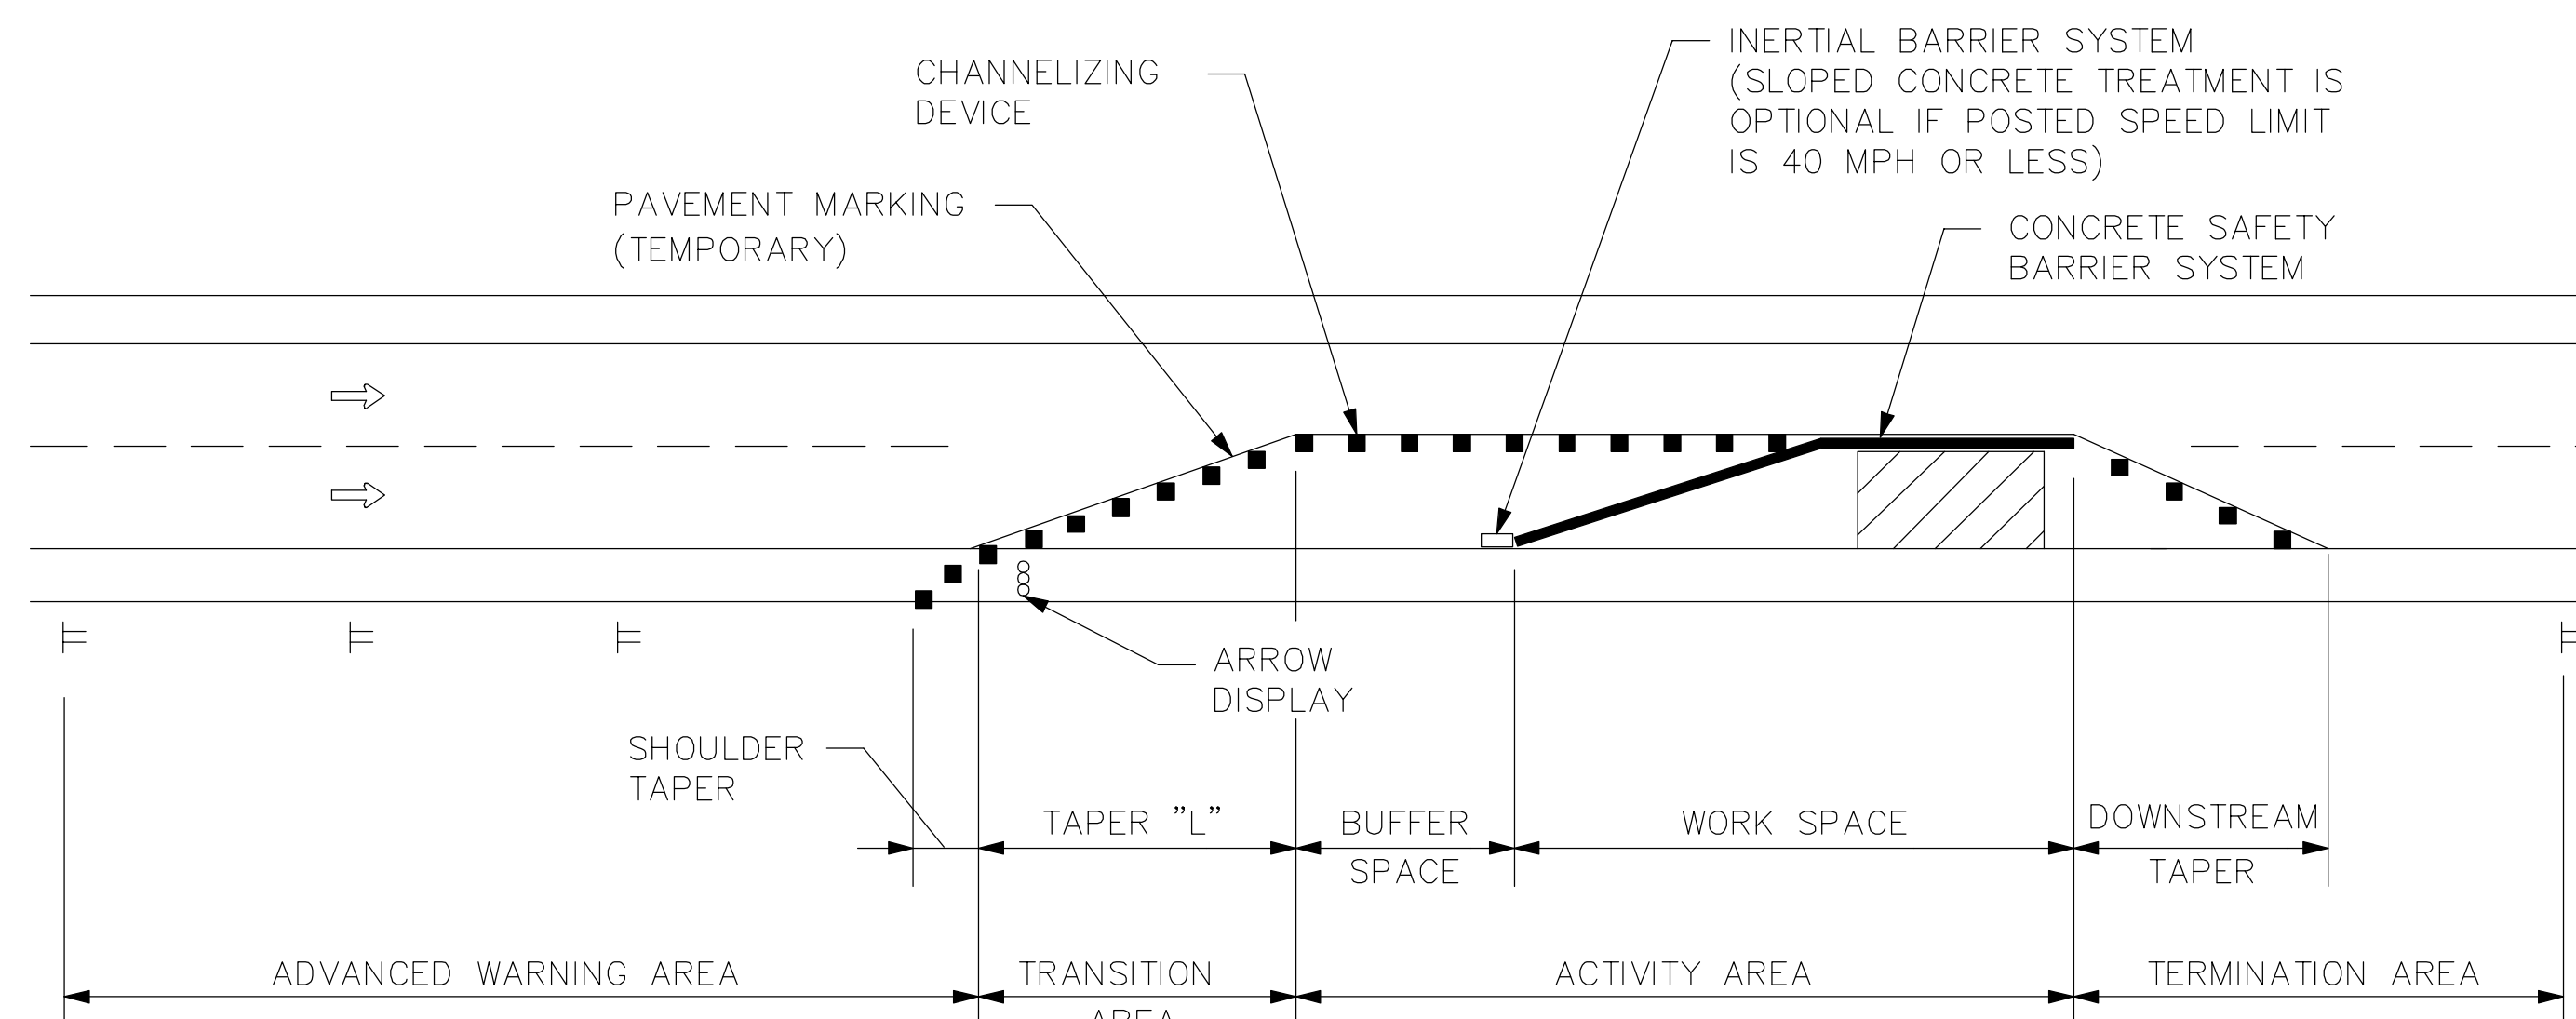 INERTIAL BARRIER SYSTEM
(SLOPED CONCRETE TREATMENT IS
OPTIONAL IF POSTED SPEED LIMIT
IS 40 MPH OR LESS)
CHANNELIZING
DEVICE
PAVEMENT MARKING
(TEMPORARY)
CONCRETE SAFETY
BARRIER SYSTEM
ARROW
DISPLAY
SHOULDER
TAPER
TAPER "L"
BUFFER
SPACE
WORK SPACE
DOWNSTREAM
TAPER
ADVANCED WARNING AREA
TRANSITION
AREA
ACTIVITY AREA
TERMINATION AREA